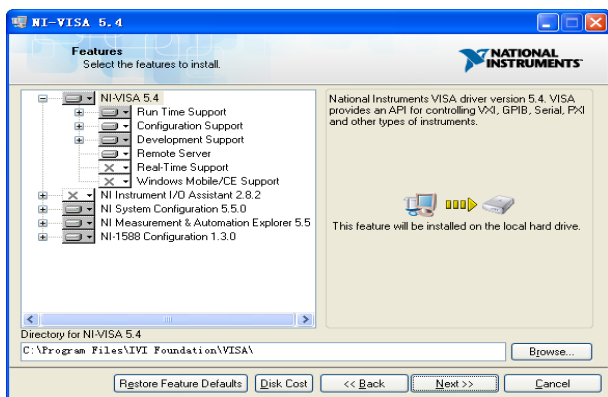 NI-VISA 5.4
Features
Select the features to install.
NATIONAL
INSTRUMENTS
NI-VISA 5.4
Run Time Support
Configuration Support
Development Support
Remote Server
Real-Time Support
Windows Mobile/CE Support
NI Instrument I/O Assistant 2.8.2
NI System Configuration 5.5.0
NI Measurement & Automation Explorer 5.5
NI-1588 Configuration 1.3.0
National Instruments VISA driver version 5.4. VISA
provides an API for controlling VXI, GPIB, Serial, PXI
and other types of instruments.
This feature will be installed on the local hard drive.
Directory for NI-VISA 5.4
C:\Program Files\IVI Foundation\VISA\
Browse...
Restore Feature Defaults
Disk Cost
<< Back
Next >>
Cancel